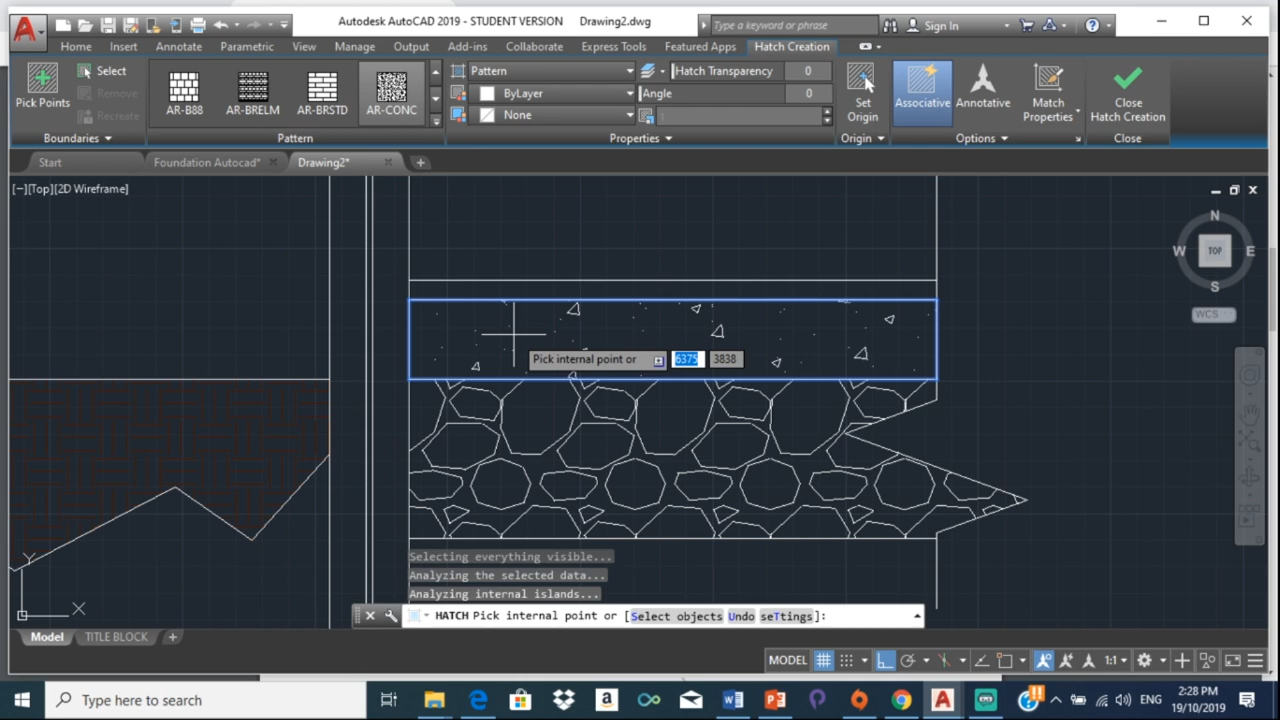 Autodesk AutoCAD 2019 - STUDENT VERSION Drawing2.dwg
Type a keyword or phrase
Sign In
Home Insert Annotate Parametric View Manage Output Add-ins Collaborate Express Tools Featured Apps Hatch Creation
Pick Points
Select
Remove
Recreate
Boundaries
AR-B88
AR-BRELM
AR-BRSTD
AR-CONC
Pattern
Pattern
ByLayer
None
Hatch Transparency 0
Angle 0
1
Properties
Set
Origin
Origin
Associative
Annotative
Match
Properties
Options
Close
Hatch Creation
Close
Start Foundation Autocad* Drawing2*
[−][Top][2D Wireframe]
N
W TOP E
S
WCS
Pick internal point or 6375 3838
Y
X
Selecting everything visible...
Analyzing the selected data...
Analyzing internal islands...
HATCH Pick internal point or [Select objects Undo seTtings]:
Model TITLE BLOCK
MODEL 1:1
Type here to search
ENG
2:28 PM
19/10/2019